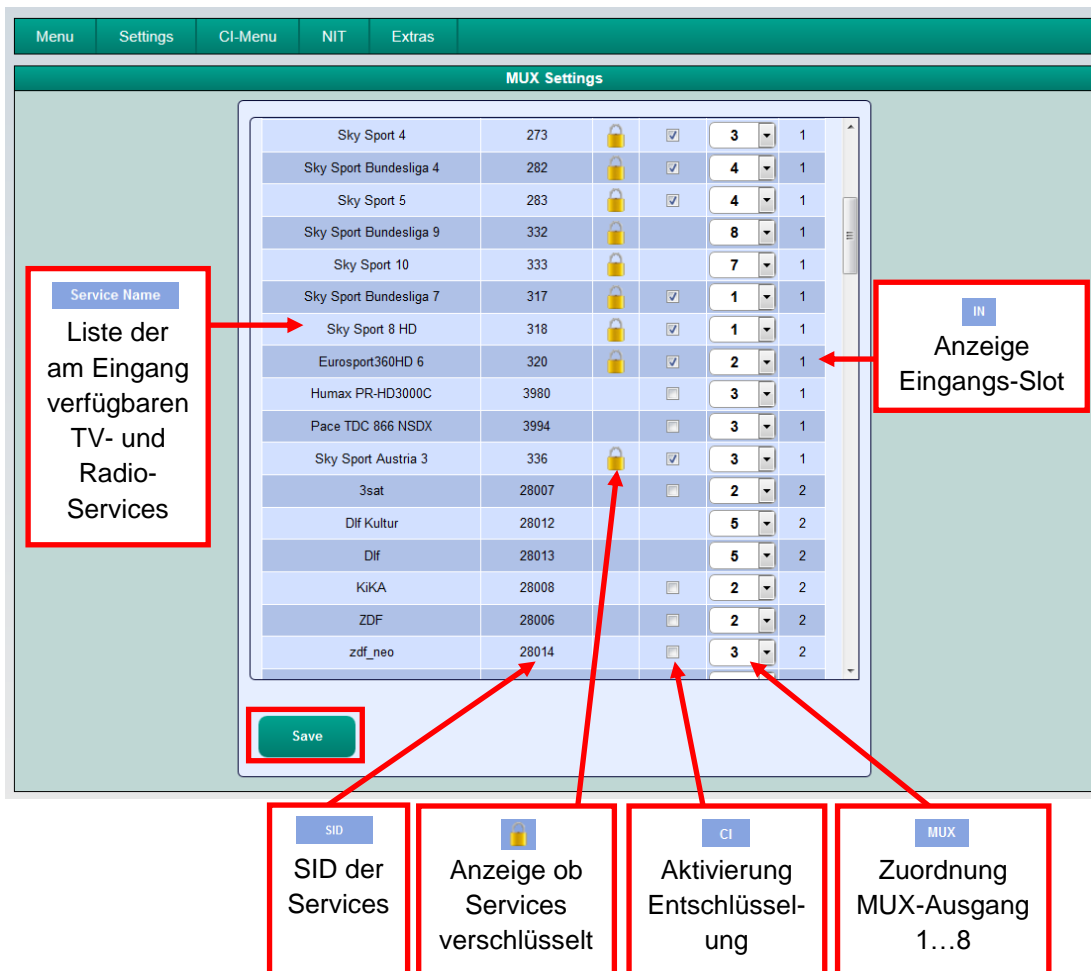 Menu Settings CI-Menu NIT Extras
MUX Settings
Sky Sport 4 273 3 1
Sky Sport Bundesliga 4 282 4 1
Sky Sport 5 283 4 1
Sky Sport Bundesliga 9 332 8 1
Sky Sport 10 333 7 1
Sky Sport Bundesliga 7 317 1 1
Sky Sport 8 HD 318 1 1
Eurosport360HD 6 320 2 1
Humax PR-HD3000C 3980 3 1
Pace TDC 866 NSDX 3994 3 1
Sky Sport Austria 3 336 3 1
3sat 28007 2 2
Dlf Kultur 28012 5 2
Dlf 28013 5 2
KiKA 28008 2 2
ZDF 28006 2 2
zdf_neo 28014 3 2
Save
Service Name
Liste der
am Eingang
verfügbaren
TV- und
Radio-
Services
IN
Anzeige
Eingangs-Slot
SID
SID der
Services
Anzeige ob
Services
verschlüsselt
CI
Aktivierung
Entschlüssel-
ung
MUX
Zuordnung
MUX-Ausgang
1…8